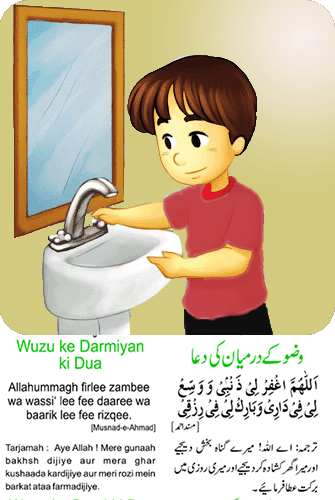 Wuzu ke Darmiyan
ki Dua
Allahummagh firlee zambee
wa wassi' lee fee daaree wa
baarik lee fee rizqee.
[Musnad-e-Ahmad]
Tarjamah : Aye Allah ! Mere gunaah
bakhsh dijiye aur mera ghar
kushaada kardijiye aur meri rozi mein
barkat ataa farmadijiye.
وضو کے درمیان کی دعا
اَللّٰهُمَّ اغْفِرْ لِىْ ذَنْۢبِىْ وَ وَسِّعْ
لِىْ فِىْ دَارِىْ وَبَارِكْ لِىْ فِىْ رِزْقِىْ
[مسند احمد]
ترجمہ: اے اللہ! میرے گناہ بخش دیجیے
اور میرا گھر کشادہ کر دیجیے اور میری روزی میں
برکت عطا فرمائیے۔